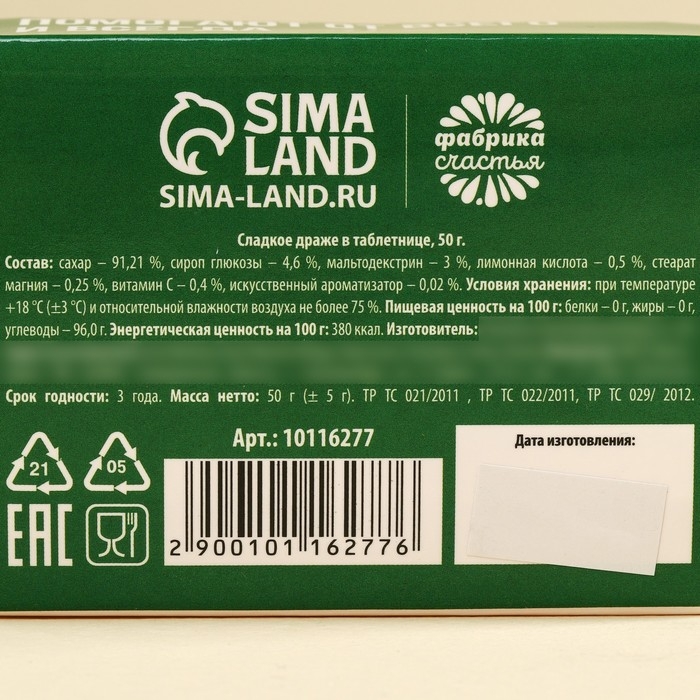 И ВСЕГДА
SIMA
LAND
SIMA-LAND.RU
фабрика
счастья
Сладкое драже в таблетнице, 50 г.
Состав: сахар – 91,21 %, сироп глюкозы – 4,6 %, мальтодекстрин – 3 %, лимонная кислота – 0,5 %, стеарат
магния – 0,25 %, витамин С – 0,4 %, искусственный ароматизатор – 0,02 %. Условия хранения: при температуре
+18 °С (±3 °С) и относительной влажности воздуха не более 75 %. Пищевая ценность на 100 г: белки – 0 г, жиры – 0 г,
углеводы – 96,0 г. Энергетическая ценность на 100 г: 380 ккал. Изготовитель:
Срок годности: 3 года. Масса нетто: 50 г (± 5 г). ТР ТС 021/2011 , ТР ТС 022/2011, ТР ТС 029/ 2012.
21
05
Арт.: 10116277
Дата изготовления:
EAC
2 900101 162776